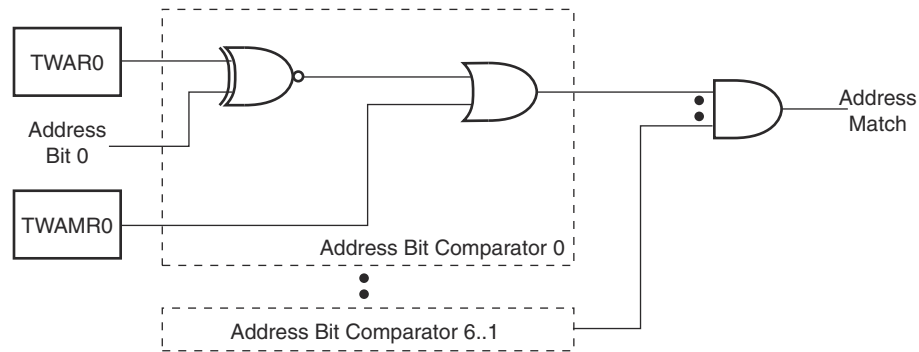 TWAR0
Address
Bit 0
Address
Match
TWAMR0
Address Bit Comparator 0
Address Bit Comparator 6..1